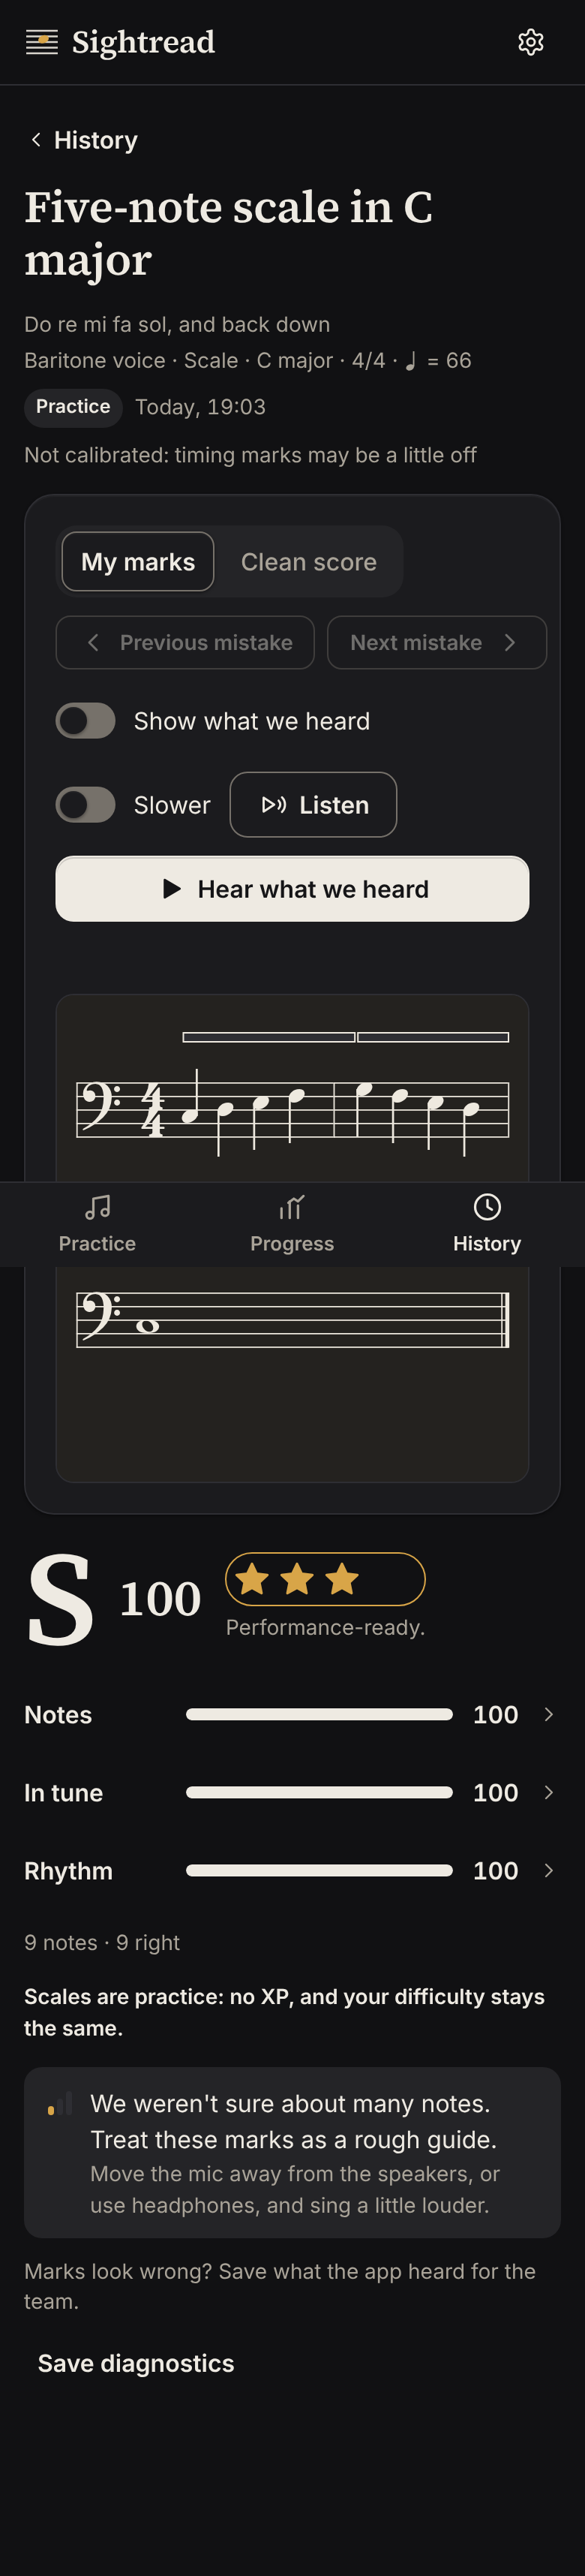 Sightread
History
Five-note scale in C
major
Do re mi fa sol, and back down
Baritone voice · Scale · C major · 4/4 · ♩ = 66
Practice Today, 19:03
Not calibrated: timing marks may be a little off
My marks Clean score
Previous mistake Next mistake
Show what we heard
Slower Listen
Hear what we heard
4
4
Practice Progress History
S 100
Performance-ready.
Notes 100
In tune 100
Rhythm 100
9 notes · 9 right
Scales are practice: no XP, and your difficulty stays
the same.
We weren't sure about many notes.
Treat these marks as a rough guide.
Move the mic away from the speakers, or
use headphones, and sing a little louder.
Marks look wrong? Save what the app heard for the
team.
Save diagnostics